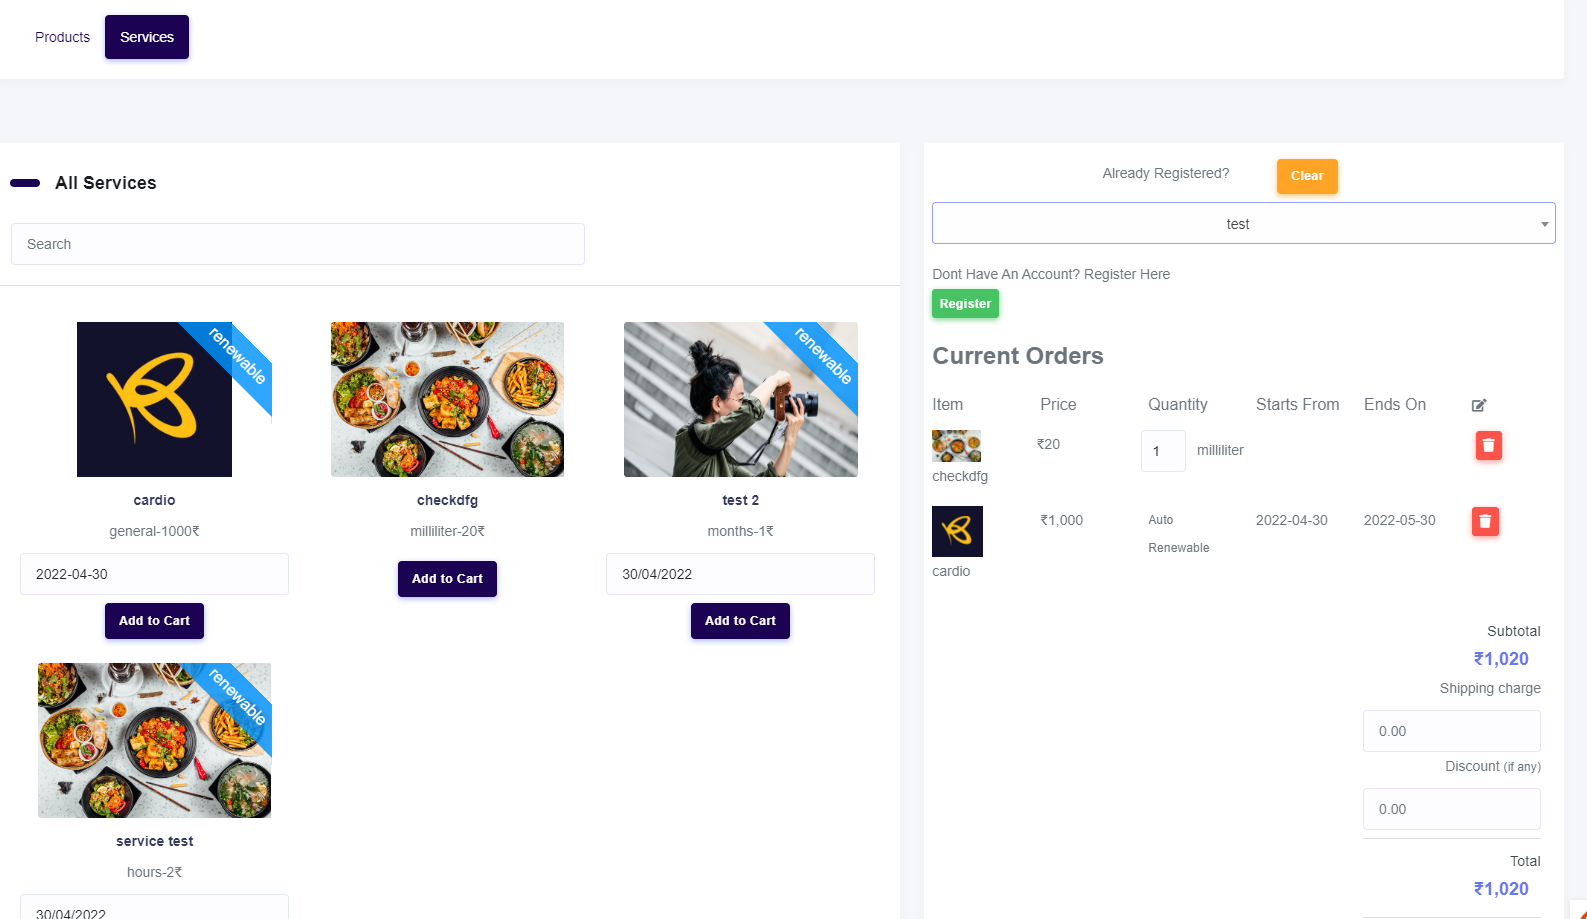 Products
Services
All Services
Search
renewable
cardio
general-1000₹
2022-04-30
Add to Cart
checkdfg
milliliter-20₹
Add to Cart
renewable
test 2
months-1₹
30/04/2022
Add to Cart
renewable
service test
hours-2₹
30/04/2022
Already Registered?
Clear
test
Dont Have An Account? Register Here
Register
Current Orders
Item Price Quantity Starts From Ends On
₹20 1 milliliter
checkdfg
₹1,000 Auto 2022-04-30 2022-05-30
Renewable
cardio
Subtotal
₹1,020
Shipping charge
0.00
Discount (if any)
0.00
Total
₹1,020